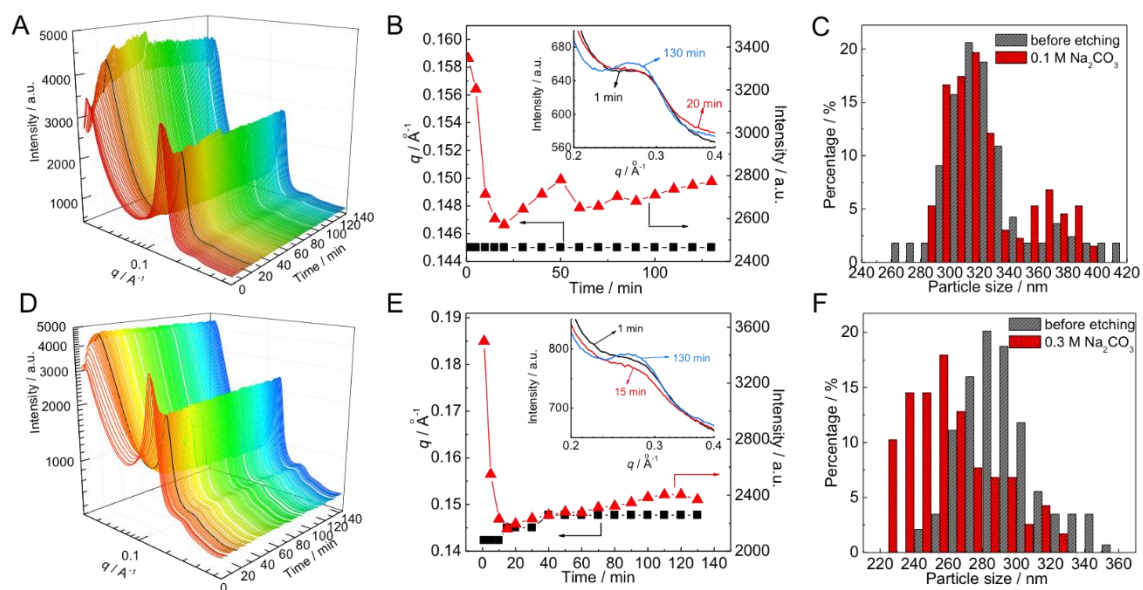 A
Intensity / a.u.
5000
4000
3000
2000
1000
0.1
q / Å⁻¹
0 20 40 60 80 100 120 140
Time / min
B
0.160
0.158
0.156
0.154
0.152
0.150
0.148
0.146
0.144
q / Å⁻¹
0 50 100
Time / min
3400
3200
3000
2800
2600
2400
Intensity / a.u.
680
640
600
560
Intensity / a.u.
130 min
1 min
20 min
0.2 0.3 0.4
q / Å⁻¹
C
before etching
0.1 M Na₂CO₃
20
15
10
5
0
Percentage / %
240 260 280 300 320 340 360 380 400 420
Particle size / nm
D
Intensity / a.u.
5000
4000
3000
2000
1000
0.1
q / Å⁻¹
0 20 40 60 80 100 120 140
Time / min
E
0.19
0.18
0.17
0.16
0.15
0.14
q / Å⁻¹
0 20 40 60 80 100 120 140
Time / min
3600
3400
3200
2800
2400
2200
2000
Intensity / a.u.
800
700
Intensity / a.u.
1 min
130 min
15 min
0.2 0.3 0.4
q / Å⁻¹
F
before etching
0.3 M Na₂CO₃
20
15
10
5
0
Percentage / %
220 240 260 280 300 320 340 360
Particle size / nm